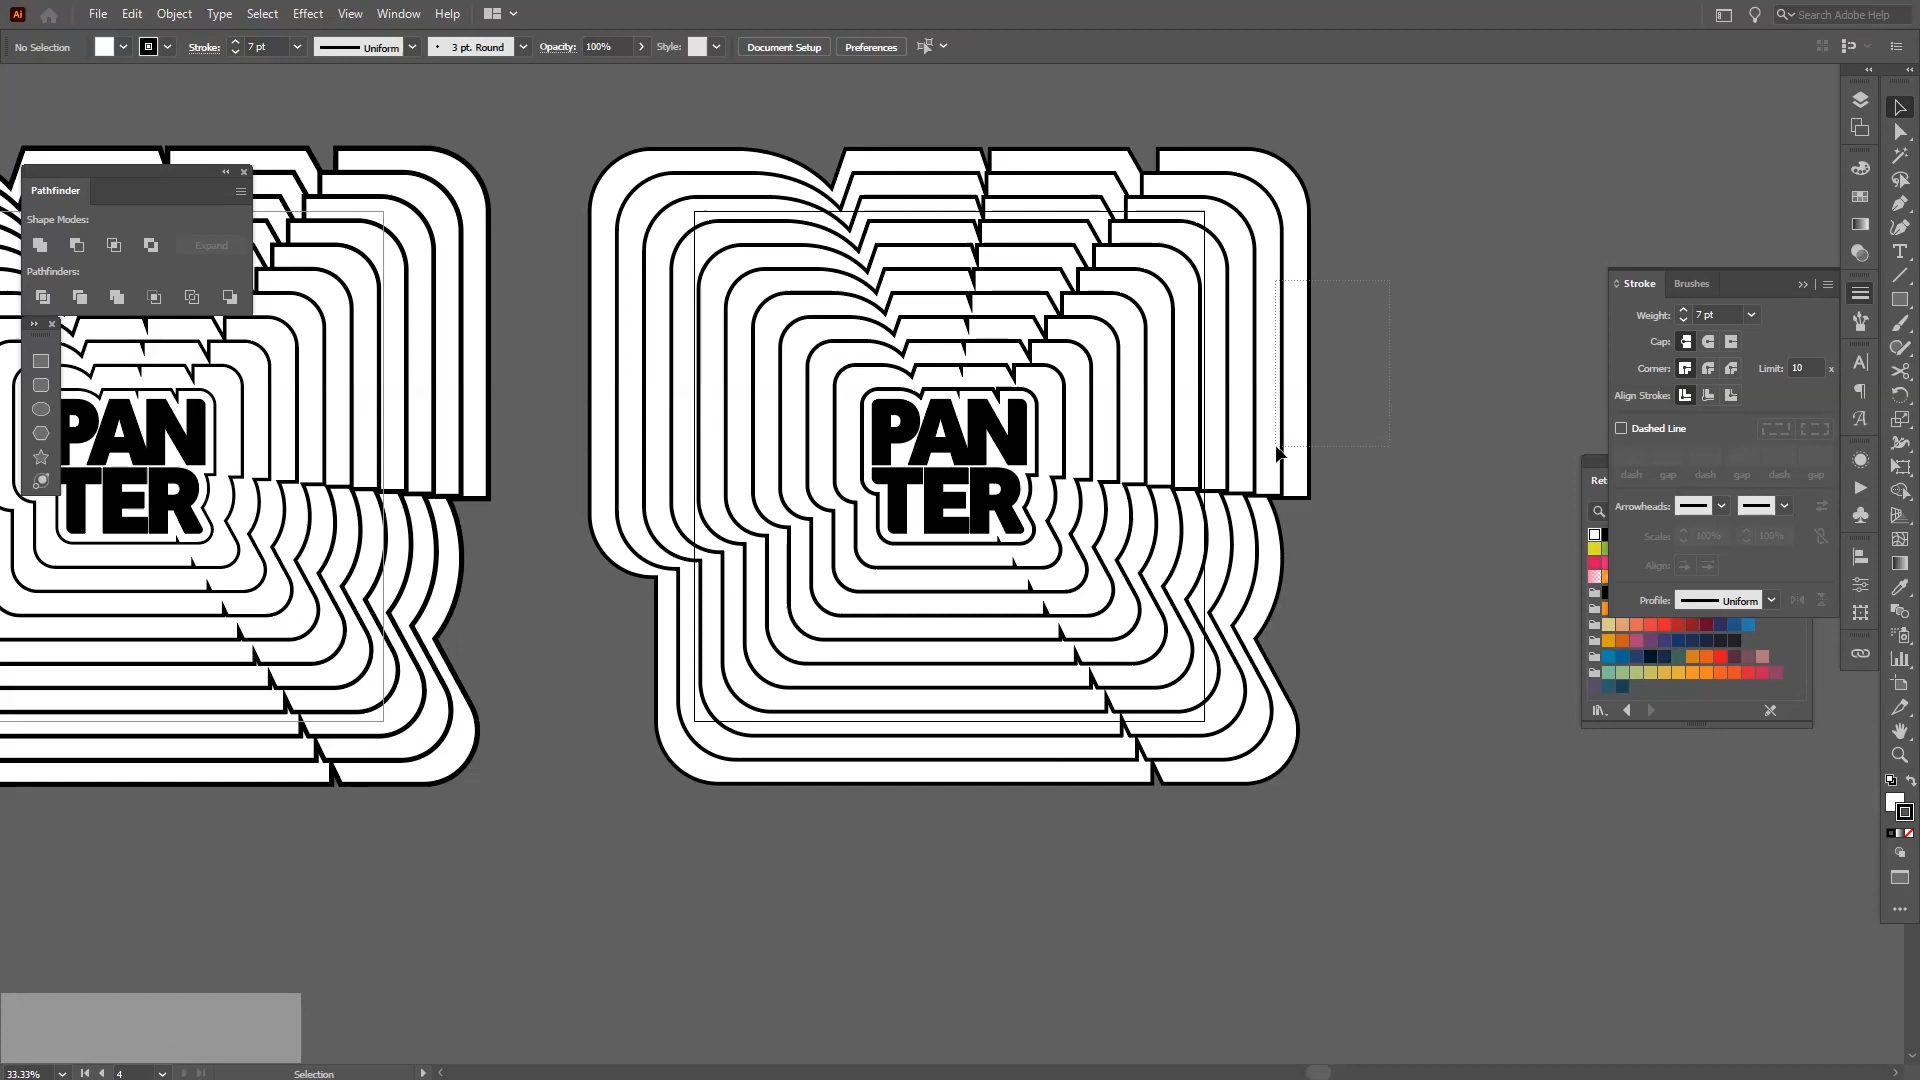 Ai File Edit Object Type Select Effect View Window Help Search Adobe Help
No Selection Stroke: 7 pt Uniform 3 pt. Round Opacity: 100% Style: Document Setup Preferences
Pathfinder
Shape Modes:
Expand
Pathfinders:
PAN
TER
PAN
TER
Stroke Brushes
Weight: 7 pt
Cap:
Corner: Limit: 10 x
Align Stroke:
Dashed Line
dash gap dash gap dash gap
Arrowheads:
Scale: 100% 100%
Align:
Profile: Uniform
33.33% 4 Selection